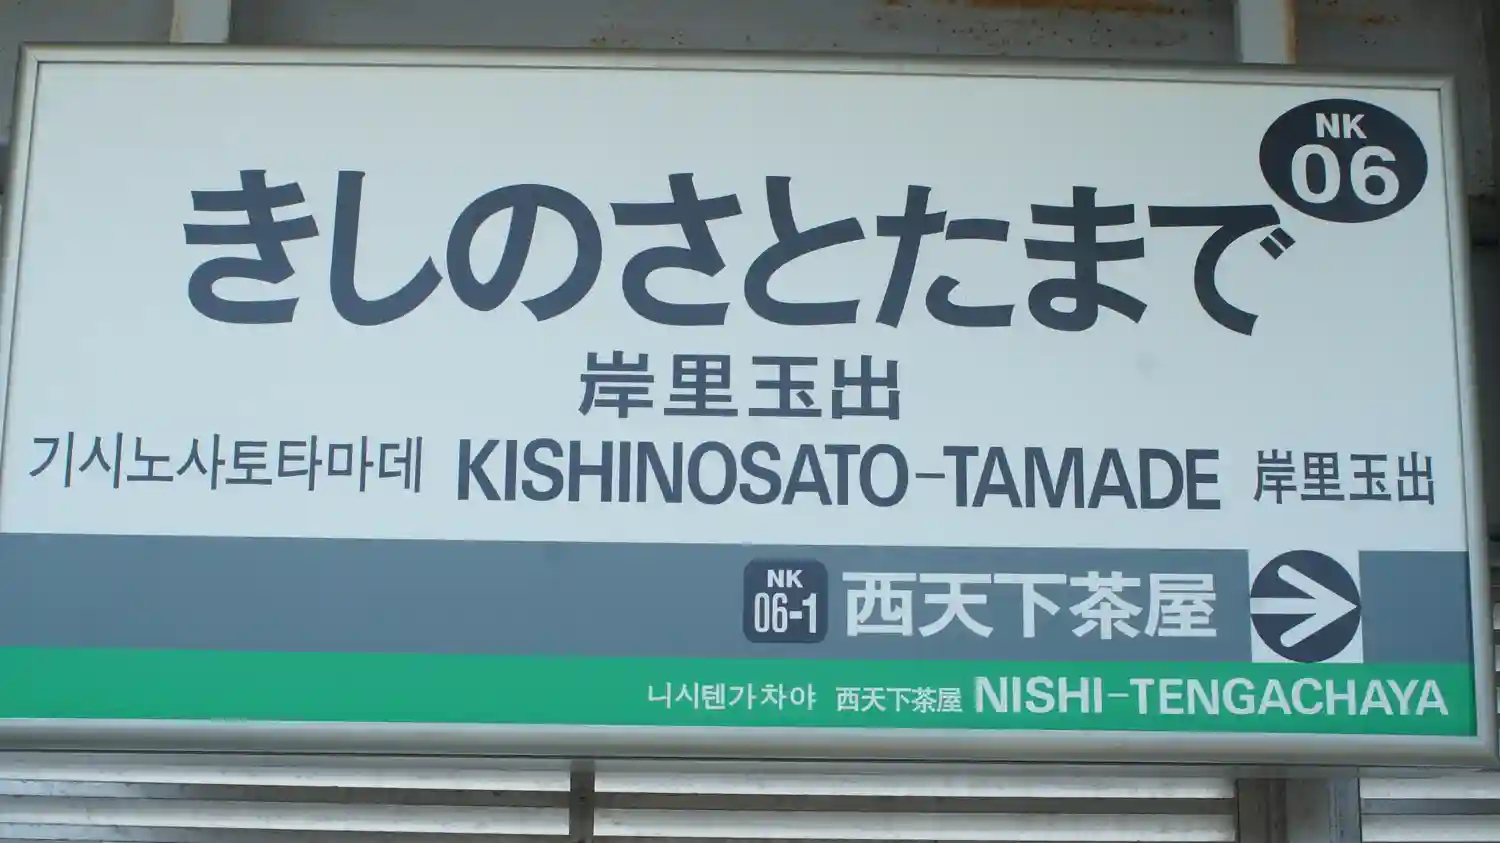 NK
06
きしのさとたまで
岸里玉出
기시노사토타마데 KISHINOSATO-TAMADE 岸里玉出
NK
06-1 西天下茶屋
니시텐가차야 西天下茶屋 NISHI-TENGACHAYA